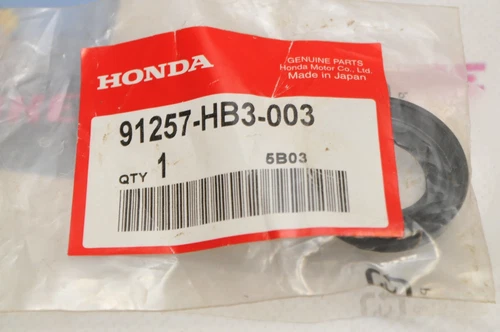 HONDA
GENUINE PARTS
Honda Motor Co., Ltd.
Made in Japan
91257-HB3-003
QTY 1 5B03